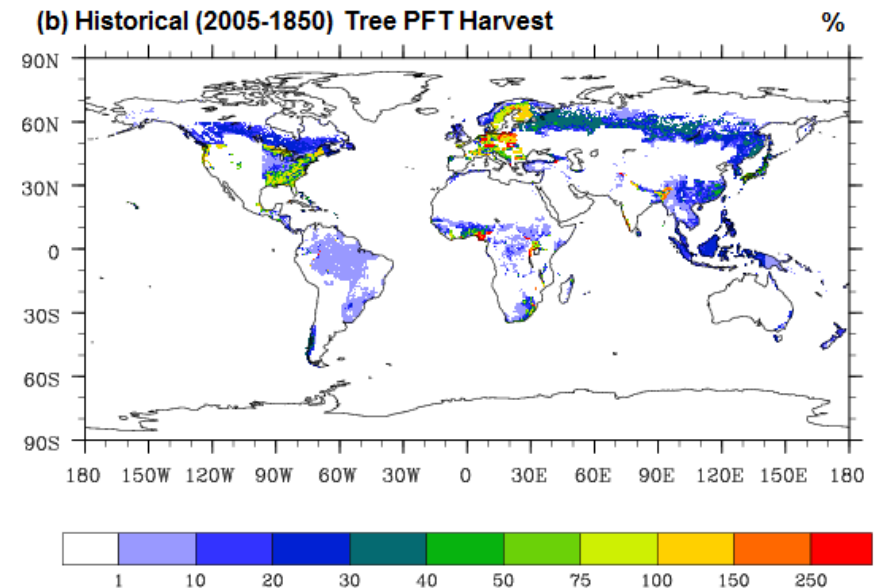 (b) Historical (2005-1850) Tree PFT Harvest %
90N
60N
30N
0
30S
60S
90S
180 150W 120W 90W 60W 30W 0 30E 60E 90E 120E 150E 180
1 10 20 30 40 50 75 100 150 250